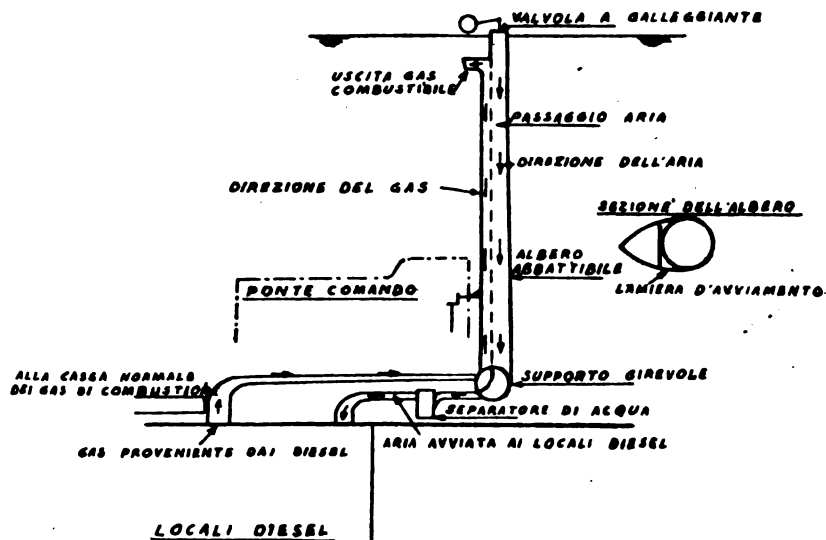 VALVOLA A GALLEGGIANTE
USCITA GAS
COMBUSTIBILE
PASSAGGIO ARIA
DIREZIONE DELL'ARIA
DIREZIONE DEL GAS
SEZIONE DELL'ALBERO
ALBERO
ABBATTIBILE
PONTE COMANDO
LAMIERA D'AVVIAMENTO
ALLA CASSA NORMALE
DEI GAS DI COMBUSTIO
SUPPORTO GIREVOLE
SEPARATORE DI ACQUA
GAS PROVENIENTE DAI DIESEL
ARIA AVVIATA AI LOCALI DIESEL
LOCALI DIESEL